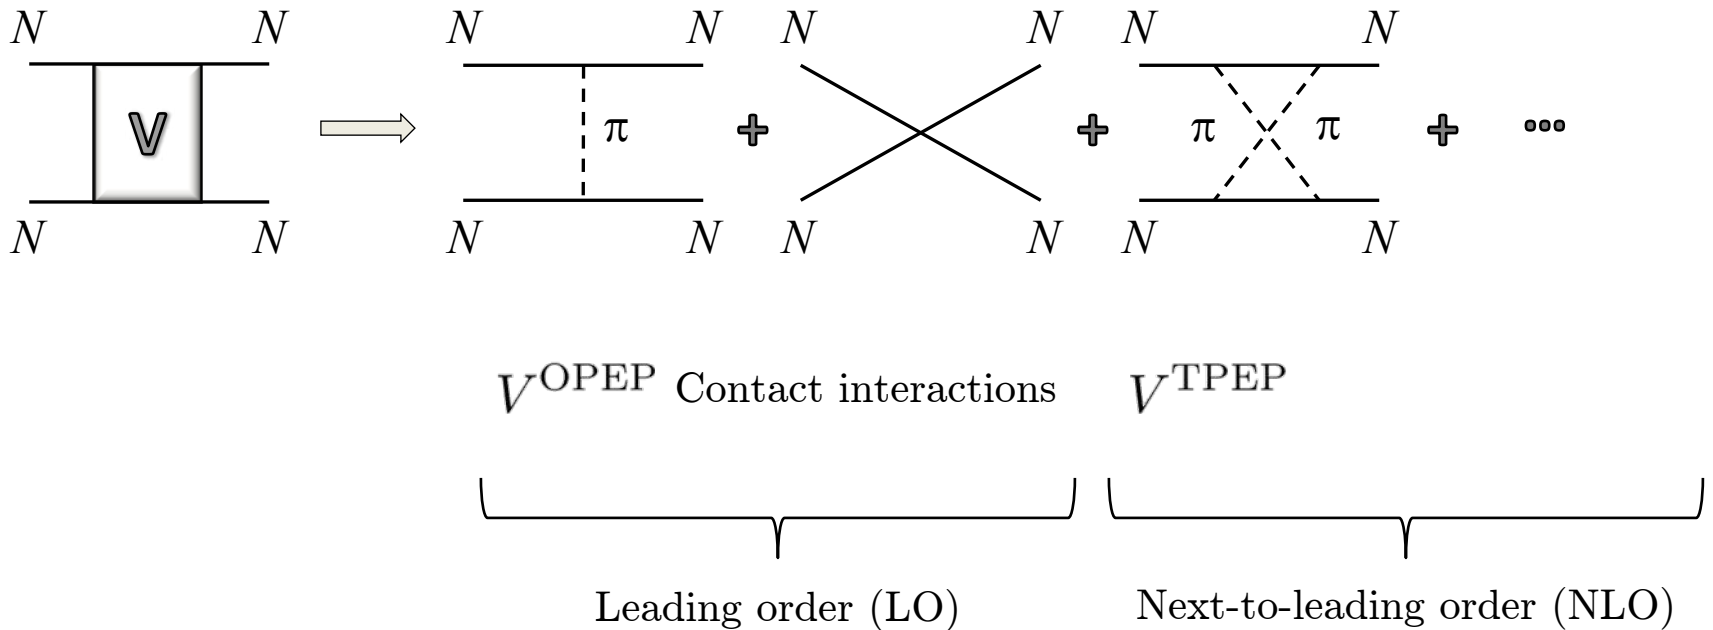 N N N N N N N N
V π + + π π + ...
N N N N N N N N
V^OPEP Contact interactions V^TPEP
Leading order (LO) Next-to-leading order (NLO)